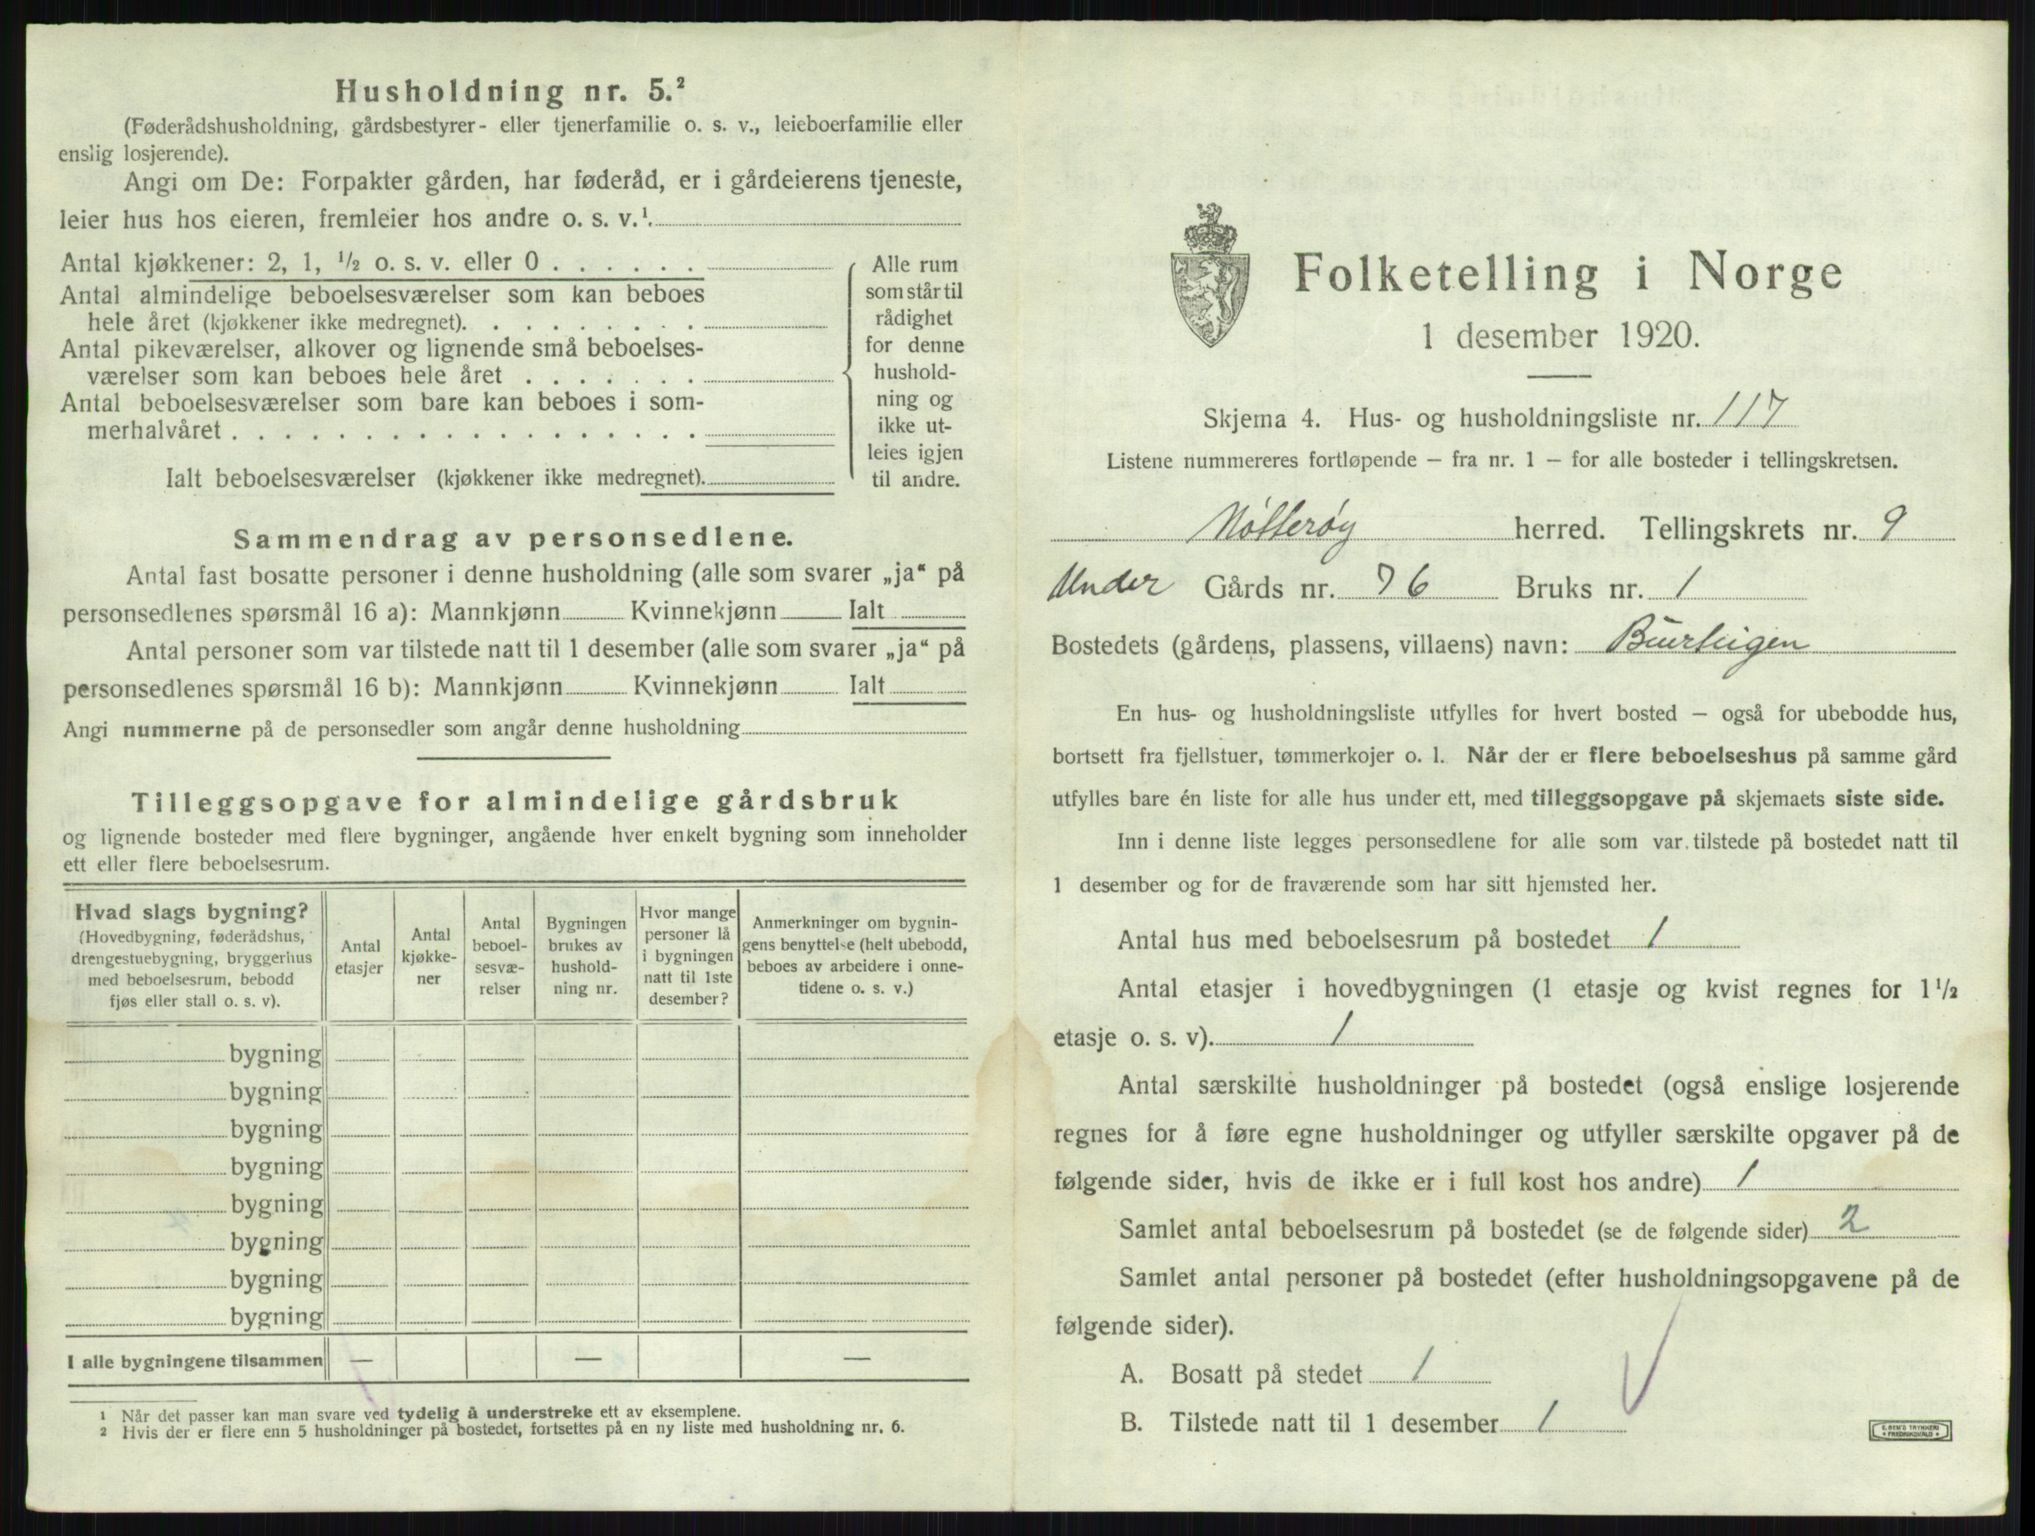 Husholdning nr. 5.²
(Føderådshusholdning, gårdsbestyrer- eller tjenerfamilie o. s. v., leieboerfamilie eller
enslig losjerende).
Angi om De: Forpakter gården, har føderåd, er i gårdeierens tjeneste,
leier hus hos eieren, fremleier hos andre o. s. v.¹.
Antal kjøkkener: 2, 1, ½ o. s. v. eller 0 . . . . . .
Antal almindelige beboelsesværelser som kan beboes
hele året (kjøkkener ikke medregnet). . . . . . . . .
Antal pikeværelser, alkover og lignende små beboelses-
værelser som kan beboes hele året . . . . . . .
Antal beboelsesværelser som bare kan beboes i som-
merhalvåret . . . . . . . . . . . . . . . . . .
Ialt beboelsesværelser (kjøkkener ikke medregnet).
Alle rum
som står til
rådighet
for denne
hushold-
ning og
ikke ut-
leies igjen
til andre.
Sammendrag av personsedlene.
Antal fast bosatte personer i denne husholdning (alle som svarer „ja“ på
personsedlenes spørsmål 16 a): Mannkjønn Kvinnekjønn Ialt
Antal personer som var tilstede natt til 1 desember (alle som svarer „ja“ på
personsedlenes spørsmål 16 b): Mannkjønn Kvinnekjønn Ialt
Angi nummerne på de personsedler som angår denne husholdning
Tilleggsopgave for almindelige gårdsbruk
og lignende bosteder med flere bygninger, angående hver enkelt bygning som inneholder
ett eller flere beboelsesrum.
Hvad slags bygning?
(Hovedbygning, føderådshus,
drengestuebygning, bryggerhus
med beboelsesrum, bebodd
fjøs eller stall o. s. v).
Antal
etasjer
Antal
kjøkke-
ner
Antal
beboel-
sesvæ-
relser
Bygningen
brukes av
hushold-
ning nr.
Hvor mange
personer lå
i bygningen
natt til 1ste
desember?
Anmerkninger om bygnin-
gens benyttelse (helt ubebodd,
beboes av arbeidere i onne-
tidene o. s. v.)
bygning
bygning
bygning
bygning
bygning
bygning
bygning
bygning
I alle bygningene tilsammen — — —
¹ Når det passer kan man svare ved tydelig å understreke ett av eksemplene.
² Hvis der er flere enn 5 husholdninger på bostedet, fortsettes på en ny liste med husholdning nr. 6.
Folketelling i Norge
1 desember 1920.
Skjema 4. Hus- og husholdningsliste nr. 117
Listene nummereres fortløpende – fra nr. 1 – for alle bosteder i tellingskretsen.
Nøtterøy herred. Tellingskrets nr. 9
Under Gårds nr. 76 Bruks nr. 1
Bostedets (gårdens, plassens, villaens) navn:
En hus- og husholdningsliste utfylles for hvert bosted – også for ubebodde hus,
bortsett fra fjellstuer, tømmerkojer o. l. Når der er flere beboelseshus på samme gård
utfylles bare én liste for alle hus under ett, med tilleggsopgave på skjemaets siste side.
Inn i denne liste legges personsedlene for alle som var tilstede på bostedet natt til
1 desember og for de fraværende som har sitt hjemsted her.
Antal hus med beboelsesrum på bostedet 1
Antal etasjer i hovedbygningen (1 etasje og kvist regnes for 1½
etasje o. s. v). 1
Antal særskilte husholdninger på bostedet (også enslige losjerende
regnes for å føre egne husholdninger og utfyller særskilte opgaver på de
følgende sider, hvis de ikke er i full kost hos andre) 1
Samlet antal beboelsesrum på bostedet (se de følgende sider) 2
Samlet antal personer på bostedet (efter husholdningsopgavene på de
følgende sider).
A. Bosatt på stedet 1
B. Tilstede natt til 1 desember 1